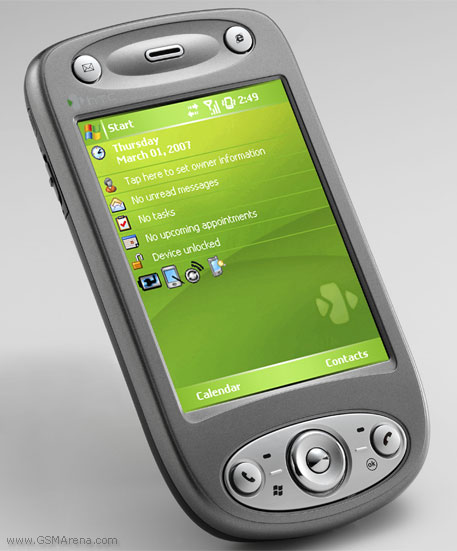 Start
2:49
Thursday
March 01, 2007
Tap here to set owner information
No unread messages
No tasks
No upcoming appointments
Device unlocked
Calendar
Contacts
ok
www.GSMArena.com